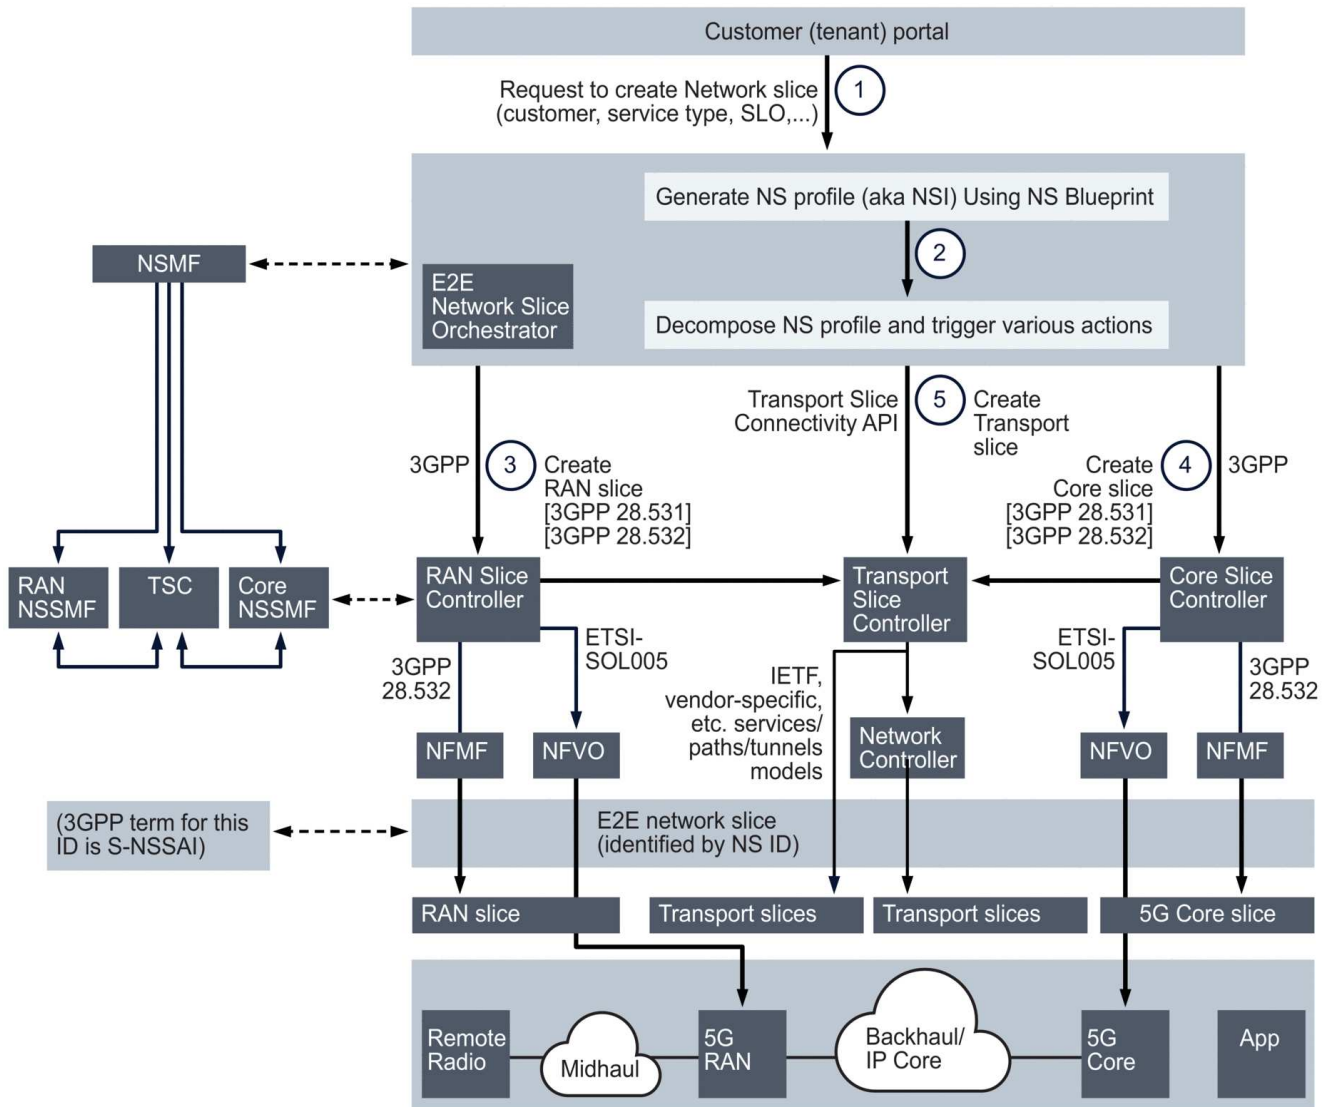 Customer (tenant) portal
Request to create Network slice
(customer, service type, SLO,...)
1
Generate NS profile (aka NSI) Using NS Blueprint
2
NSMF
E2E
Network Slice
Orchestrator
Decompose NS profile and trigger various actions
3GPP
3
Create
RAN slice
[3GPP 28.531]
[3GPP 28.532]
Transport Slice
Connectivity API
5
Create
Transport
slice
Create
Core slice
[3GPP 28.531]
[3GPP 28.532]
4
3GPP
RAN
NSSMF
TSC
Core
NSSMF
RAN Slice
Controller
Transport
Slice
Controller
Core Slice
Controller
3GPP
28.532
ETSI-
SOL005
IETF,
vendor-specific,
etc. services/
paths/tunnels
models
ETSI-
SOL005
3GPP
28.532
NFMF
NFVO
Network
Controller
NFVO
NFMF
(3GPP term for this
ID is S-NSSAI)
E2E network slice
(identified by NS ID)
RAN slice
Transport slices
Transport slices
5G Core slice
Remote
Radio
Midhaul
5G
RAN
Backhaul/
IP Core
5G
Core
App